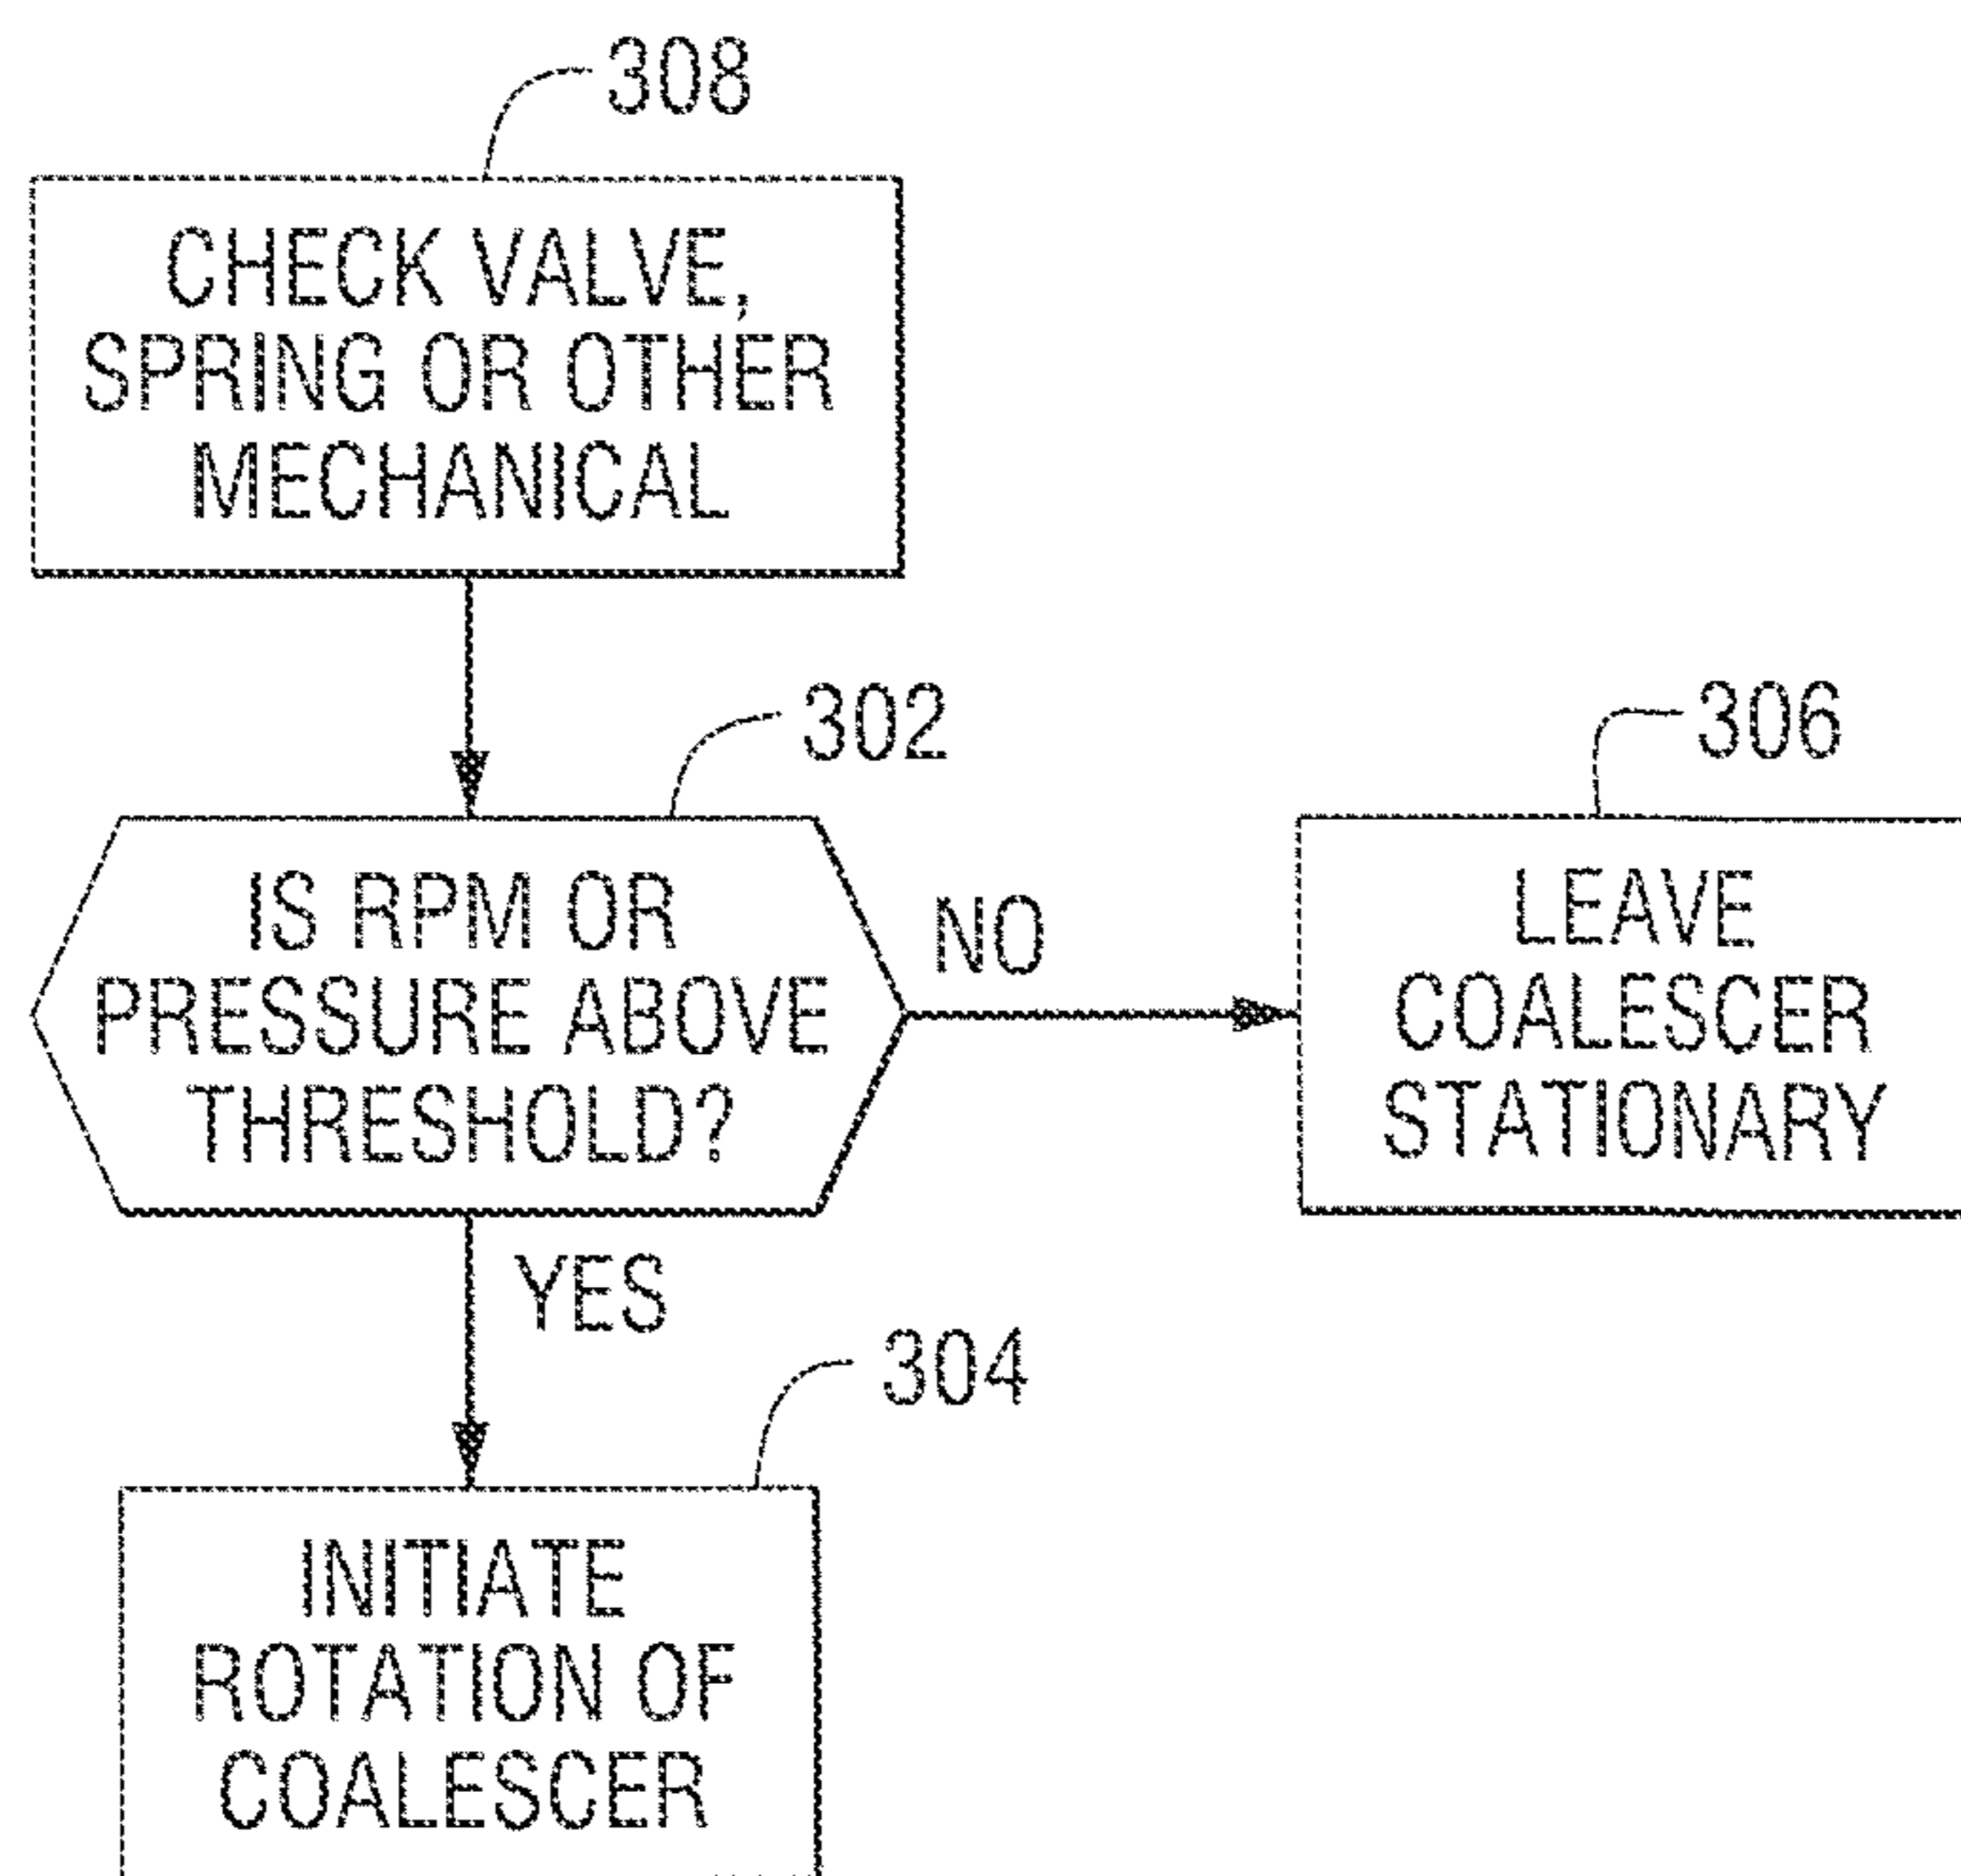 308
CHECK VALVE,
SPRING OR OTHER
MECHANICAL
302
IS RPM OR
PRESSURE ABOVE
THRESHOLD?
NO
306
LEAVE
COALESCER
STATIONARY
YES
304
INITIATE
ROTATION OF
COALESCER